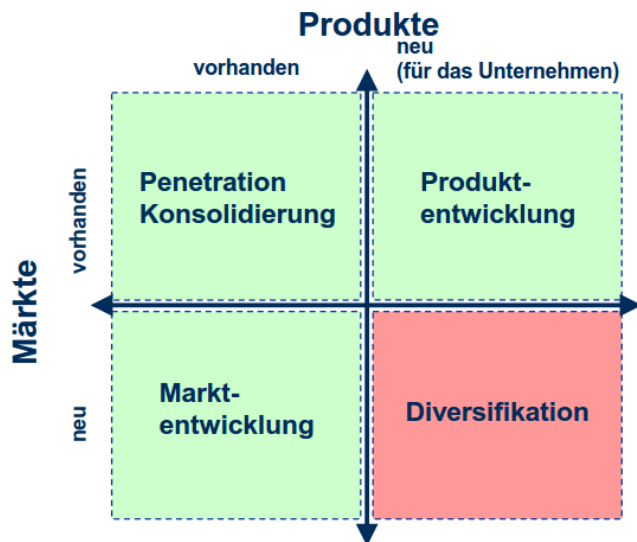 Produkte
vorhanden
neu
(für das Unternehmen)
Märkte
vorhanden
Penetration
Konsolidierung
Produkt-
entwicklung
neu
Markt-
entwicklung
Diversifikation